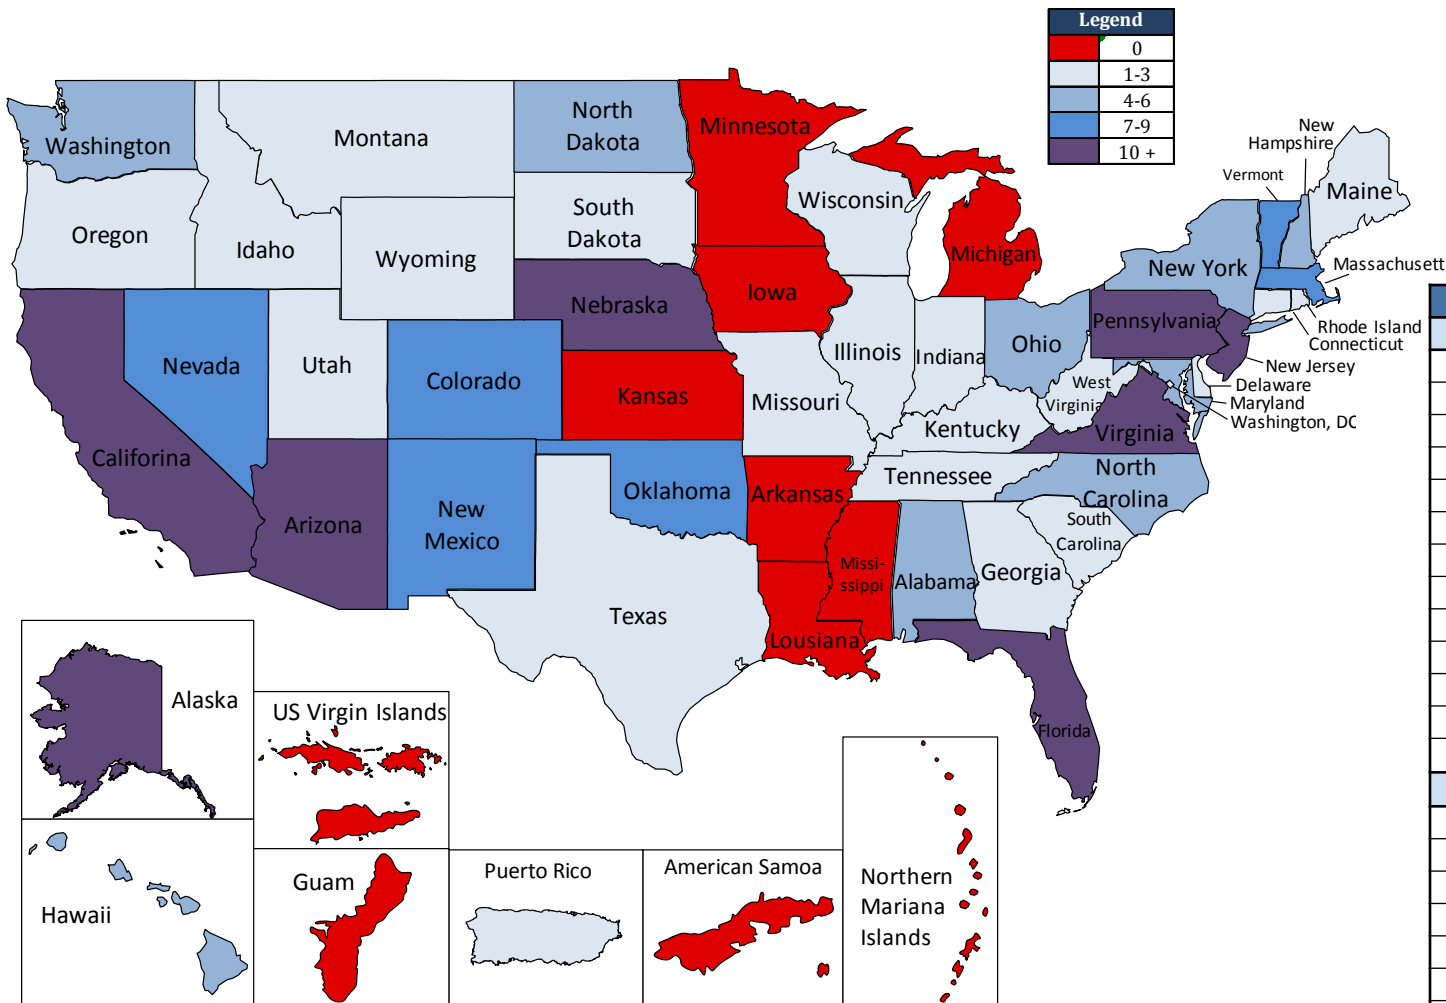 Legend
0
1-3
4-6
7-9
10 +
New
Hampshire
Vermont
Washington
Montana
North
Dakota
Minnesota
Wisconsin
Maine
Oregon
Idaho
Wyoming
South
Dakota
Michigan
New York
Massachusett
Nebraska
Iowa
Pennsylvania
Rhode Island
Connecticut
Nevada
Utah
Colorado
Kansas
Missouri
Illinois
Indiana
Ohio
West
Virginia
New Jersey
Delaware
Maryland
Washington, DC
Kentucky
Virginia
Califorina
Arizona
New
Mexico
Oklahoma
Arkansas
Tennessee
North
Carolina
South
Carolina
Texas
Lousiana
Missi-
ssippi
Alabama
Georgia
Florida
Alaska
US Virgin Islands
Hawaii
Guam
Puerto Rico
American Samoa
Northern
Mariana
Islands